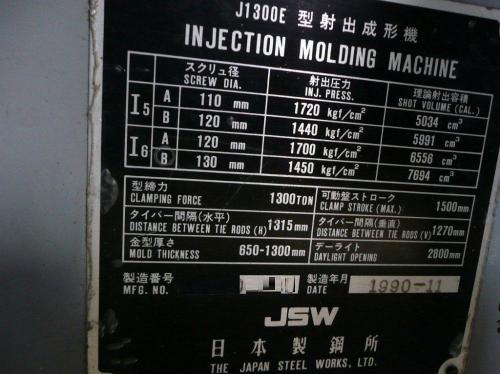 J1300E 型射出成形機
INJECTION MOLDING MACHINE
スクリュ径 射出圧力 理論射出容積
SCREW DIA. INJ. PRESS. SHOT VOLUME (CAL.)
I5 A 110 mm 1720 kgf/cm² 5034 cm³
B 120 mm 1440 kgf/cm² 5991 cm³
I6 A 120 mm 1700 kgf/cm² 6556 cm³
B 130 mm 1450 kgf/cm² 7694 cm³
型締力 可動盤ストローク
CLAMPING FORCE 1300TON CLAMP STROKE (MAX.) 1500mm
タイバー間隔(水平) タイバー間隔(垂直)
DISTANCE BETWEEN TIE RODS (H) 1315mm DISTANCE BETWEEN TIE RODS (V) 1270mm
金型厚さ デーライト
MOLD THICKNESS 650-1300mm DAYLIGHT OPENING 2800mm
製造番号 製造年月
MFG. NO. DATE 1990-11
JSW
日本製鋼所
THE JAPAN STEEL WORKS, LTD.